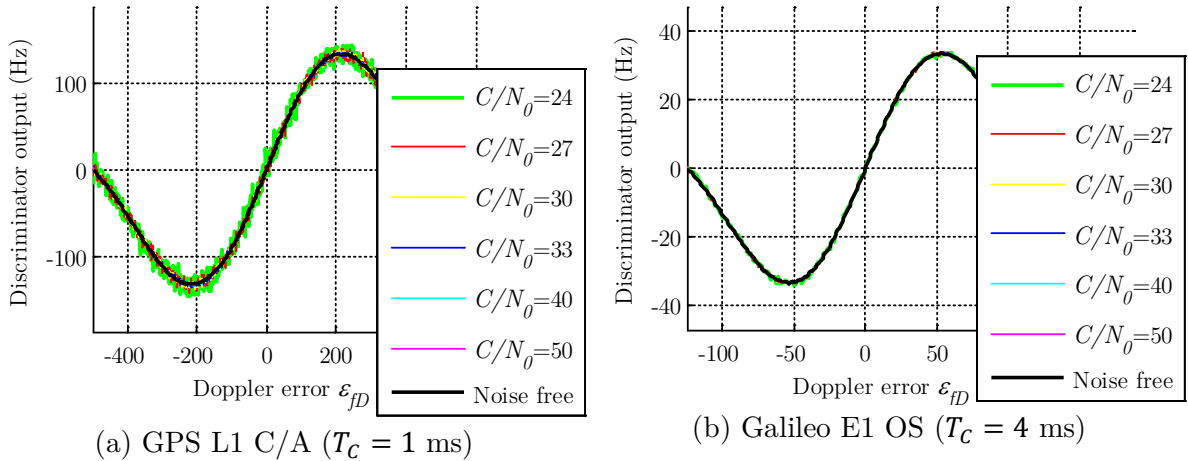 Discriminator output (Hz)
100
0
-100
-400
-200
0
200
Doppler error ε_fD
C/N_0=24
C/N_0=27
C/N_0=30
C/N_0=33
C/N_0=40
C/N_0=50
Noise free
(a) GPS L1 C/A (T_C = 1 ms)
Discriminator output (Hz)
40
20
0
-20
-40
-100
-50
0
50
Doppler error ε_fD
C/N_0=24
C/N_0=27
C/N_0=30
C/N_0=33
C/N_0=40
C/N_0=50
Noise free
(b) Galileo E1 OS (T_C = 4 ms)